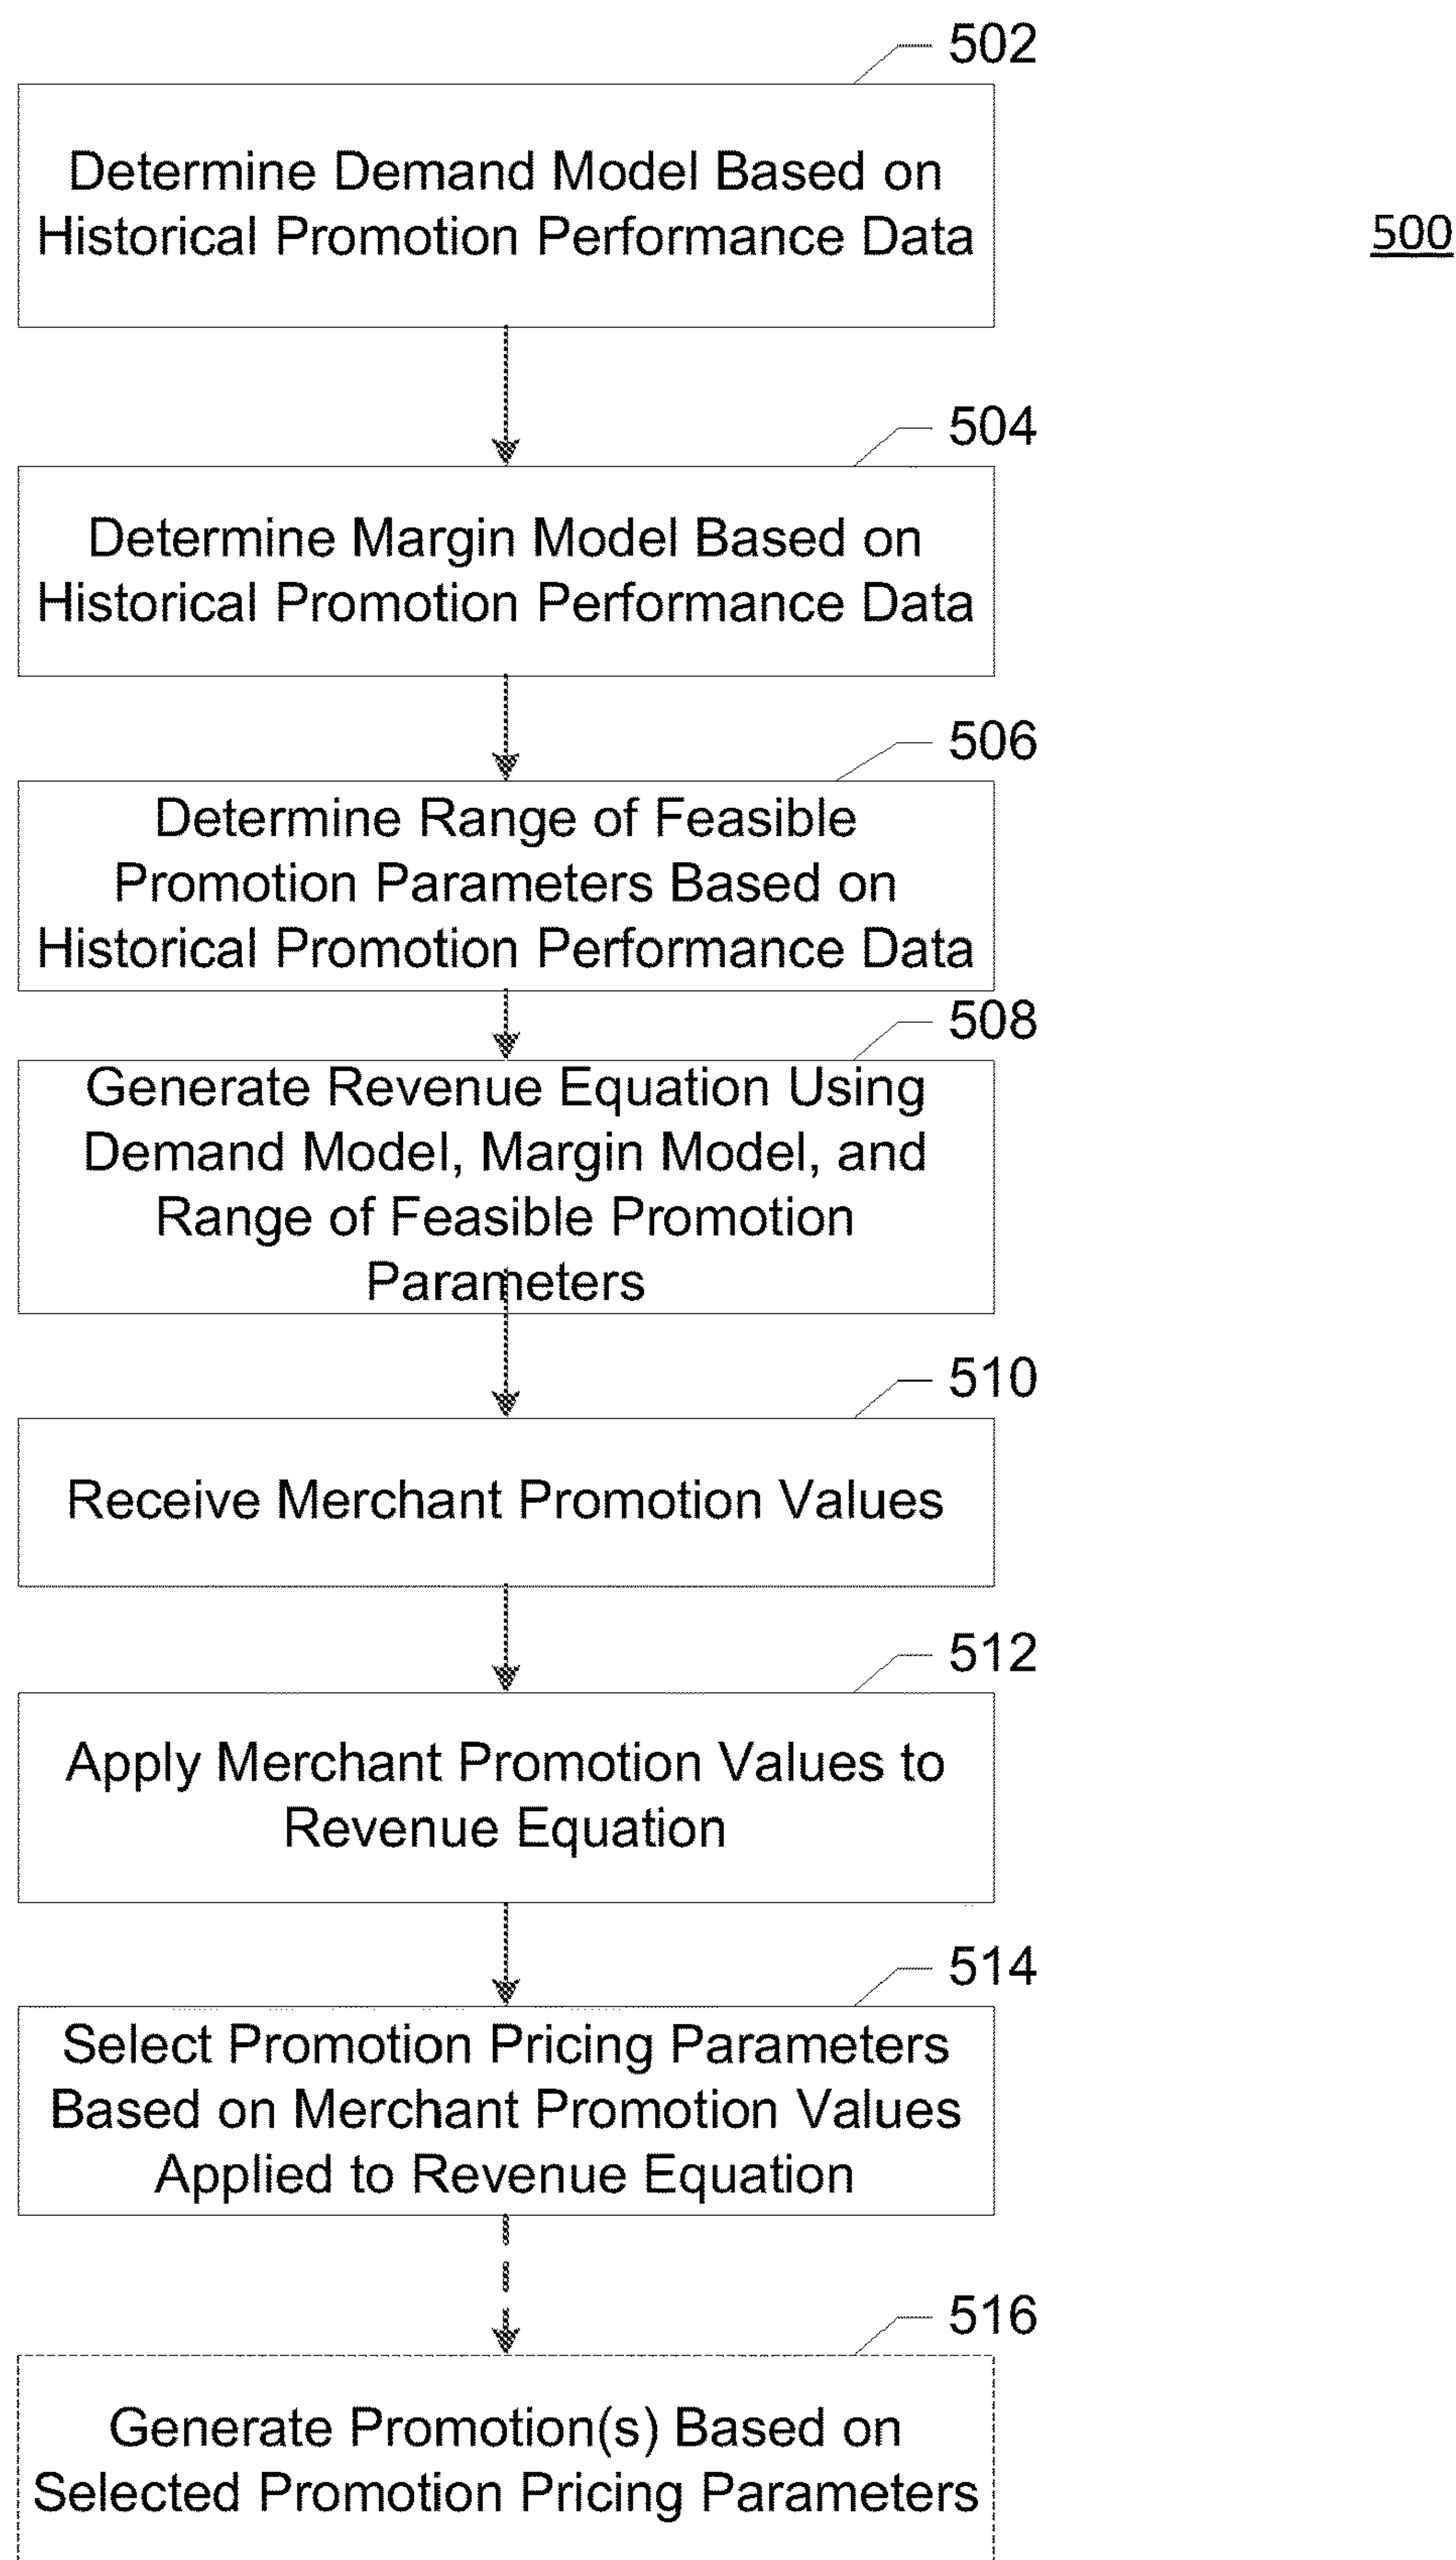 502
Determine Demand Model Based on
Historical Promotion Performance Data
500
504
Determine Margin Model Based on
Historical Promotion Performance Data
506
Determine Range of Feasible
Promotion Parameters Based on
Historical Promotion Performance Data
508
Generate Revenue Equation Using
Demand Model, Margin Model, and
Range of Feasible Promotion
Parameters
510
Receive Merchant Promotion Values
512
Apply Merchant Promotion Values to
Revenue Equation
514
Select Promotion Pricing Parameters
Based on Merchant Promotion Values
Applied to Revenue Equation
516
Generate Promotion(s) Based on
Selected Promotion Pricing Parameters